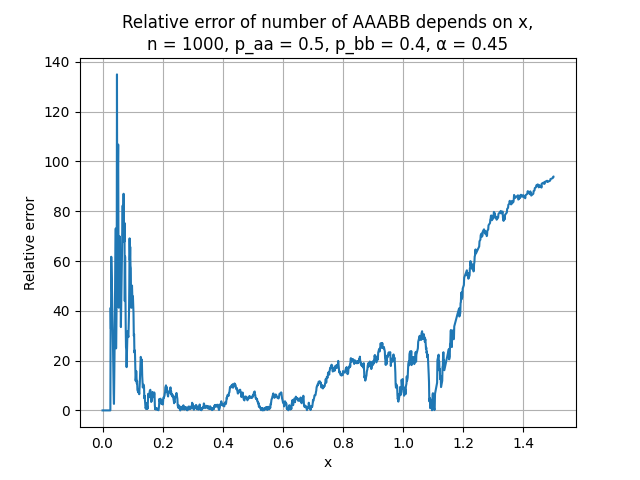 Relative error of number of AAABB depends on x,
n = 1000, p_aa = 0.5, p_bb = 0.4, α = 0.45
140
120
100
80
60
40
20
0
Relative error
0.0 0.2 0.4 0.6 0.8 1.0 1.2 1.4
x